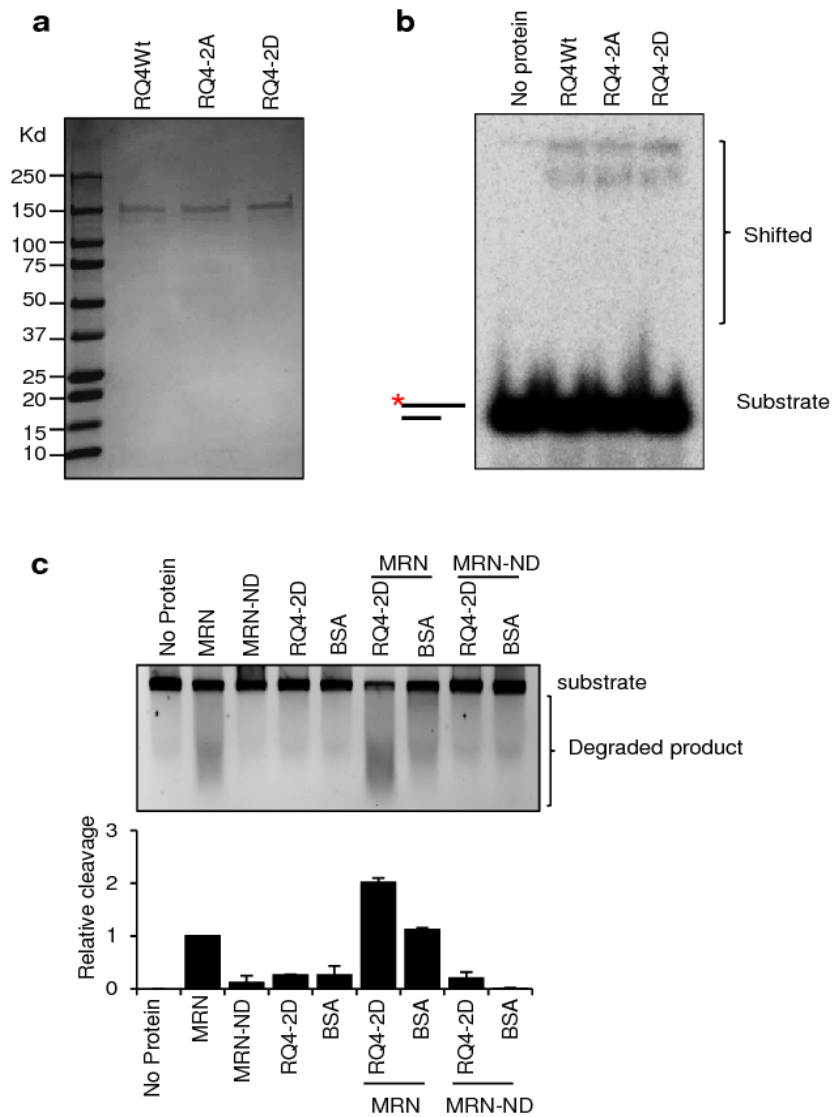 a
RQ4Wt
RQ4-2A
RQ4-2D
Kd
250
150
100
75
50
37
25
20
15
10
b
No protein
RQ4Wt
RQ4-2A
RQ4-2D
Shifted
*
Substrate
c
MRN MRN-ND
No Protein
MRN
MRN-ND
RQ4-2D
BSA
RQ4-2D
BSA
RQ4-2D
BSA
substrate
Degraded product
Relative cleavage
3
2
1
0
No Protein
MRN
MRN-ND
RQ4-2D
BSA
RQ4-2D
BSA
RQ4-2D
BSA
MRN MRN-ND